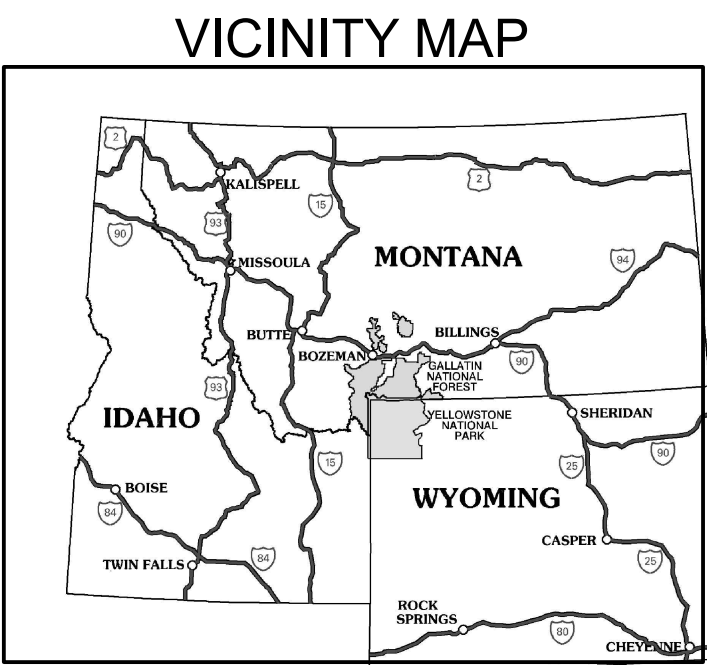 VICINITY MAP
2
KALISPELL
15
2
93
90
MISSOULA
MONTANA
94
BUTTE
BILLINGS
BOZEMAN
90
GALLATIN
NATIONAL
FOREST
93
IDAHO
YELLOWSTONE
NATIONAL
PARK
SHERIDAN
15
25
90
BOISE
WYOMING
84
CASPER
84
TWIN FALLS
25
ROCK
SPRINGS
80
CHEYENNE